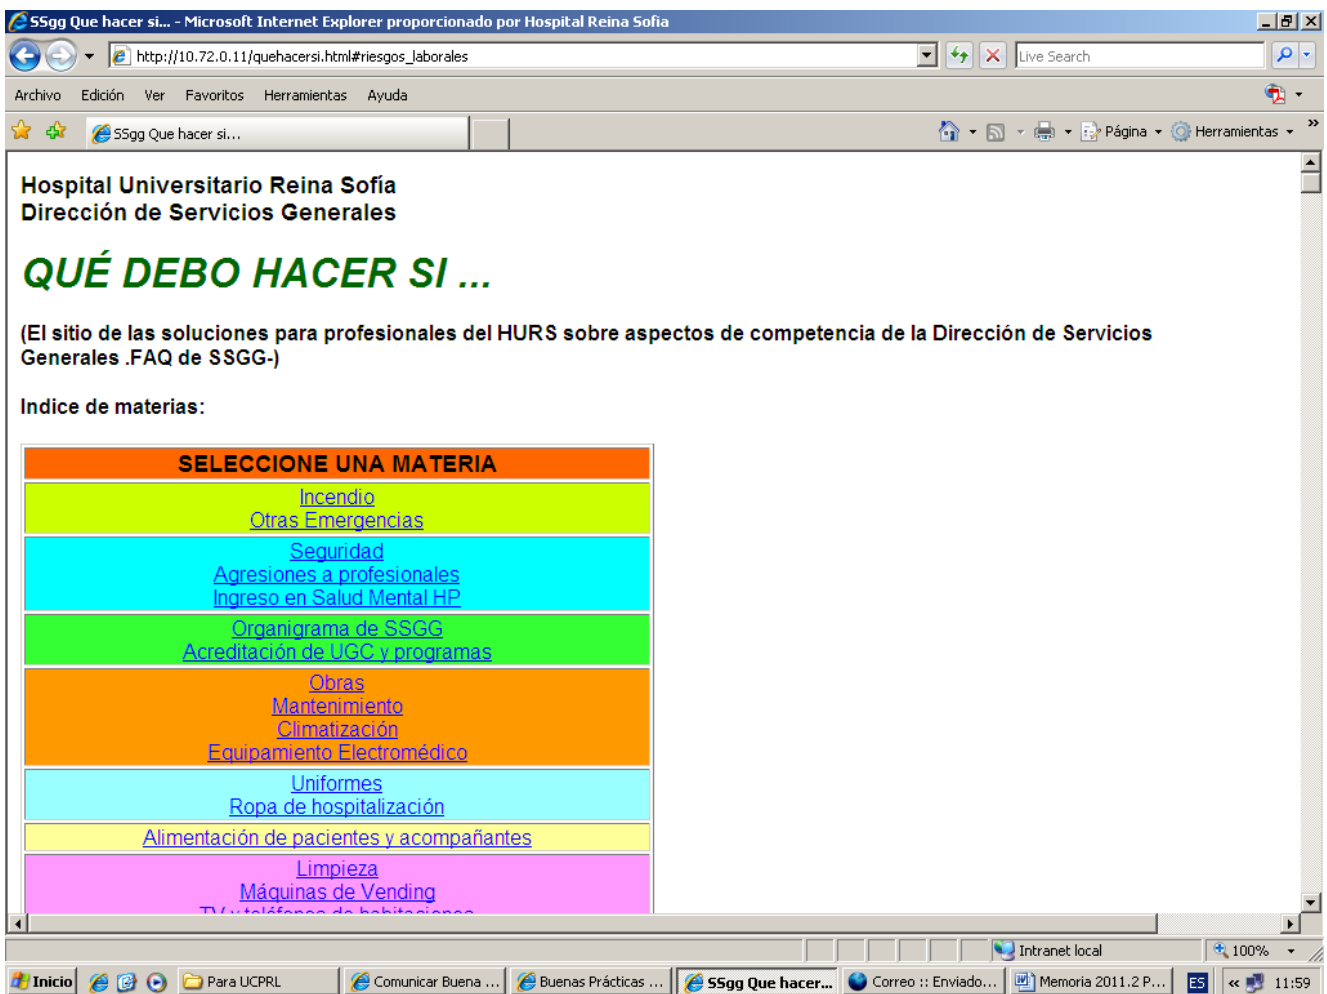 SSgg Que hacer si... - Microsoft Internet Explorer proporcionado por Hospital Reina Sofia
http://10.72.0.11/quehacersi.html#riesgos_laborales
Live Search
Archivo Edición Ver Favoritos Herramientas Ayuda
SSgg Que hacer si...
Página Herramientas »
Hospital Universitario Reina Sofía
Dirección de Servicios Generales
QUÉ DEBO HACER SI ...
(El sitio de las soluciones para profesionales del HURS sobre aspectos de competencia de la Dirección de Servicios
Generales .FAQ de SSGG-)
Indice de materias:
SELECCIONE UNA MATERIA
Incendio
Otras Emergencias
Seguridad
Agresiones a profesionales
Ingreso en Salud Mental HP
Organigrama de SSGG
Acreditación de UGC y programas
Obras
Mantenimiento
Climatización
Equipamiento Electromédico
Uniformes
Ropa de hospitalización
Alimentación de pacientes y acompañantes
Limpieza
Máquinas de Vending
TV y teléfonos de habitaciones
Intranet local
100%
Inicio
Para UCPRL
Comunicar Buena ...
Buenas Prácticas ...
SSgg Que hacer...
Correo :: Enviado...
Memoria 2011.2 P...
ES
«
11:59